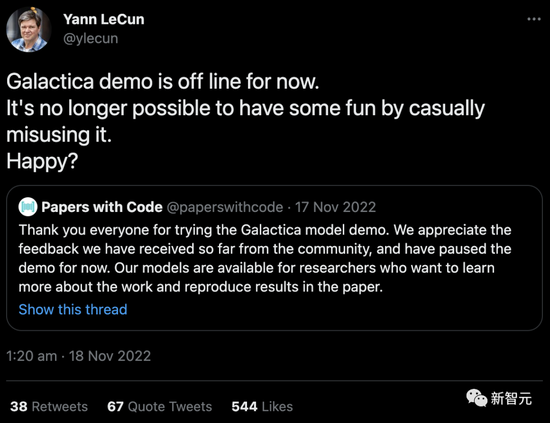 Yann LeCun
@ylecun
Galactica demo is off line for now.
It's no longer possible to have some fun by casually
misusing it.
Happy?
Papers with Code @paperswithcode · 17 Nov 2022
Thank you everyone for trying the Galactica model demo. We appreciate the
feedback we have received so far from the community, and have paused the
demo for now. Our models are available for researchers who want to learn
more about the work and reproduce results in the paper.
Show this thread
1:20 am · 18 Nov 2022
38 Retweets 67 Quote Tweets 544 Likes
新智元